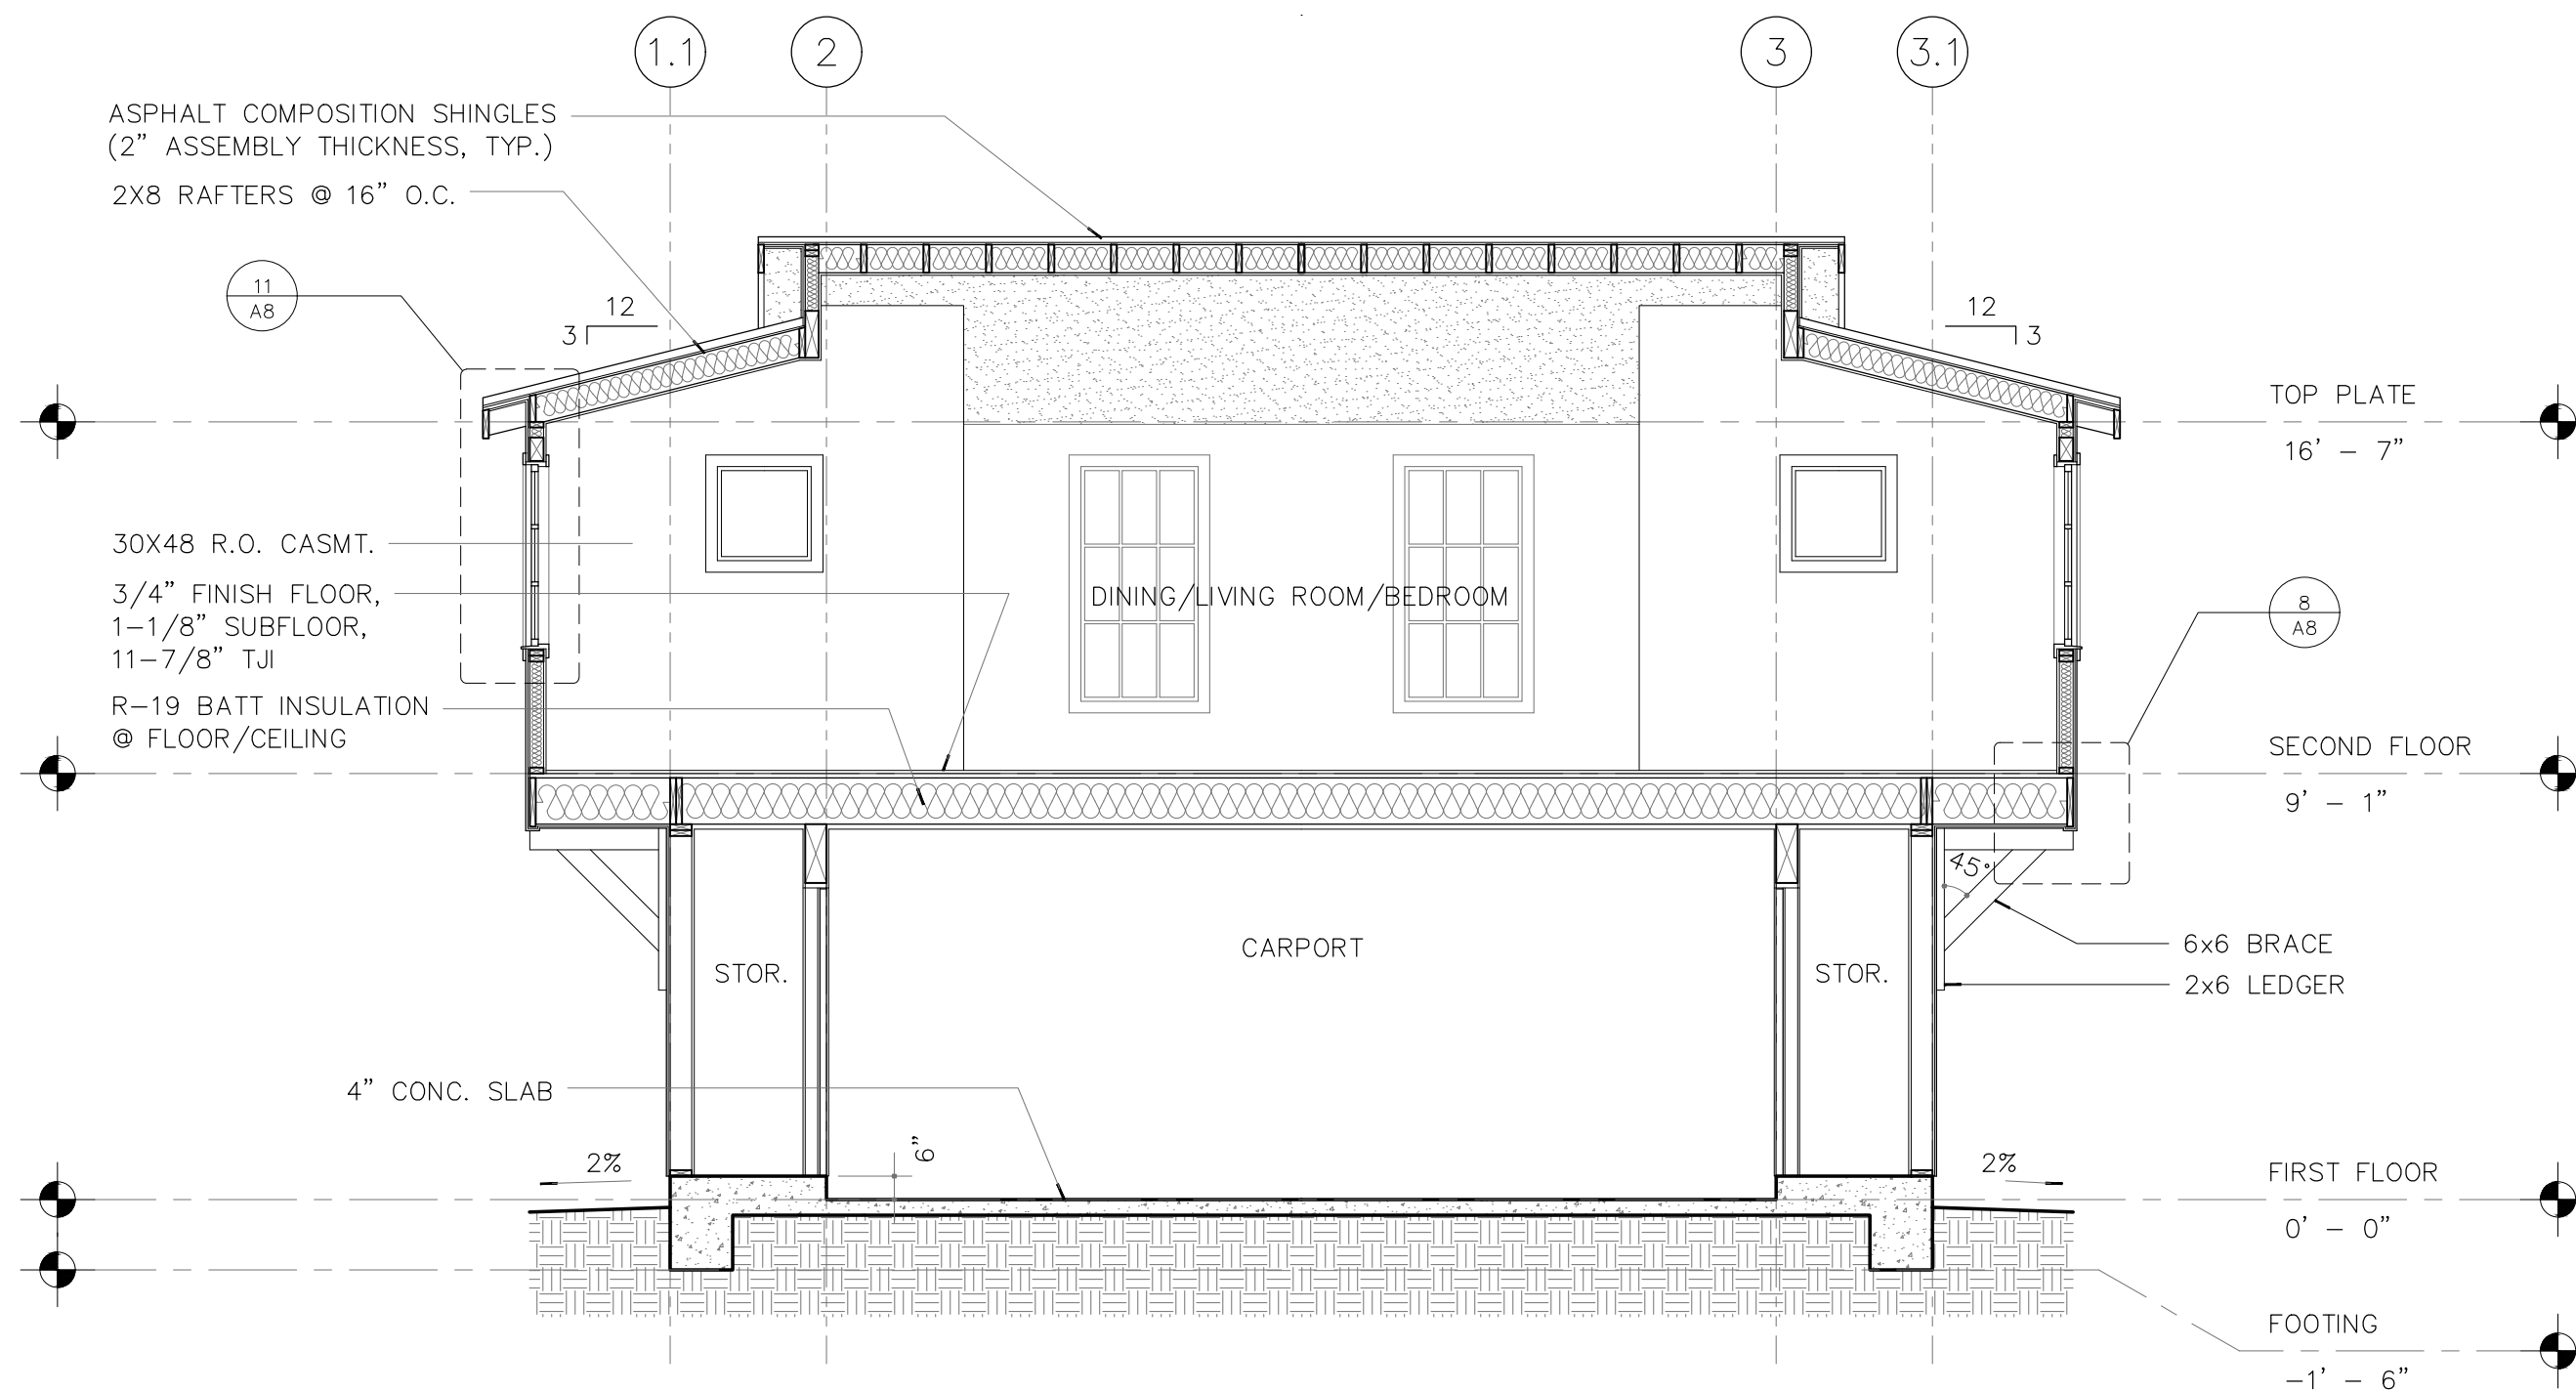 1.1
2
3
3.1
ASPHALT COMPOSITION SHINGLES
(2” ASSEMBLY THICKNESS, TYP.)
2X8 RAFTERS @ 16” O.C.
11
A8
12
3
12
3
TOP PLATE
16’ – 7”
30X48 R.O. CASMT.
3/4” FINISH FLOOR,
1–1/8” SUBFLOOR,
11–7/8” TJI
DINING/LIVING ROOM/BEDROOM
8
A8
R–19 BATT INSULATION
@ FLOOR/CEILING
SECOND FLOOR
9’ – 1”
45°
CARPORT
6x6 BRACE
STOR.
STOR.
2x6 LEDGER
4” CONC. SLAB
2%
6”
2%
FIRST FLOOR
0’ – 0”
FOOTING
–1’ – 6”